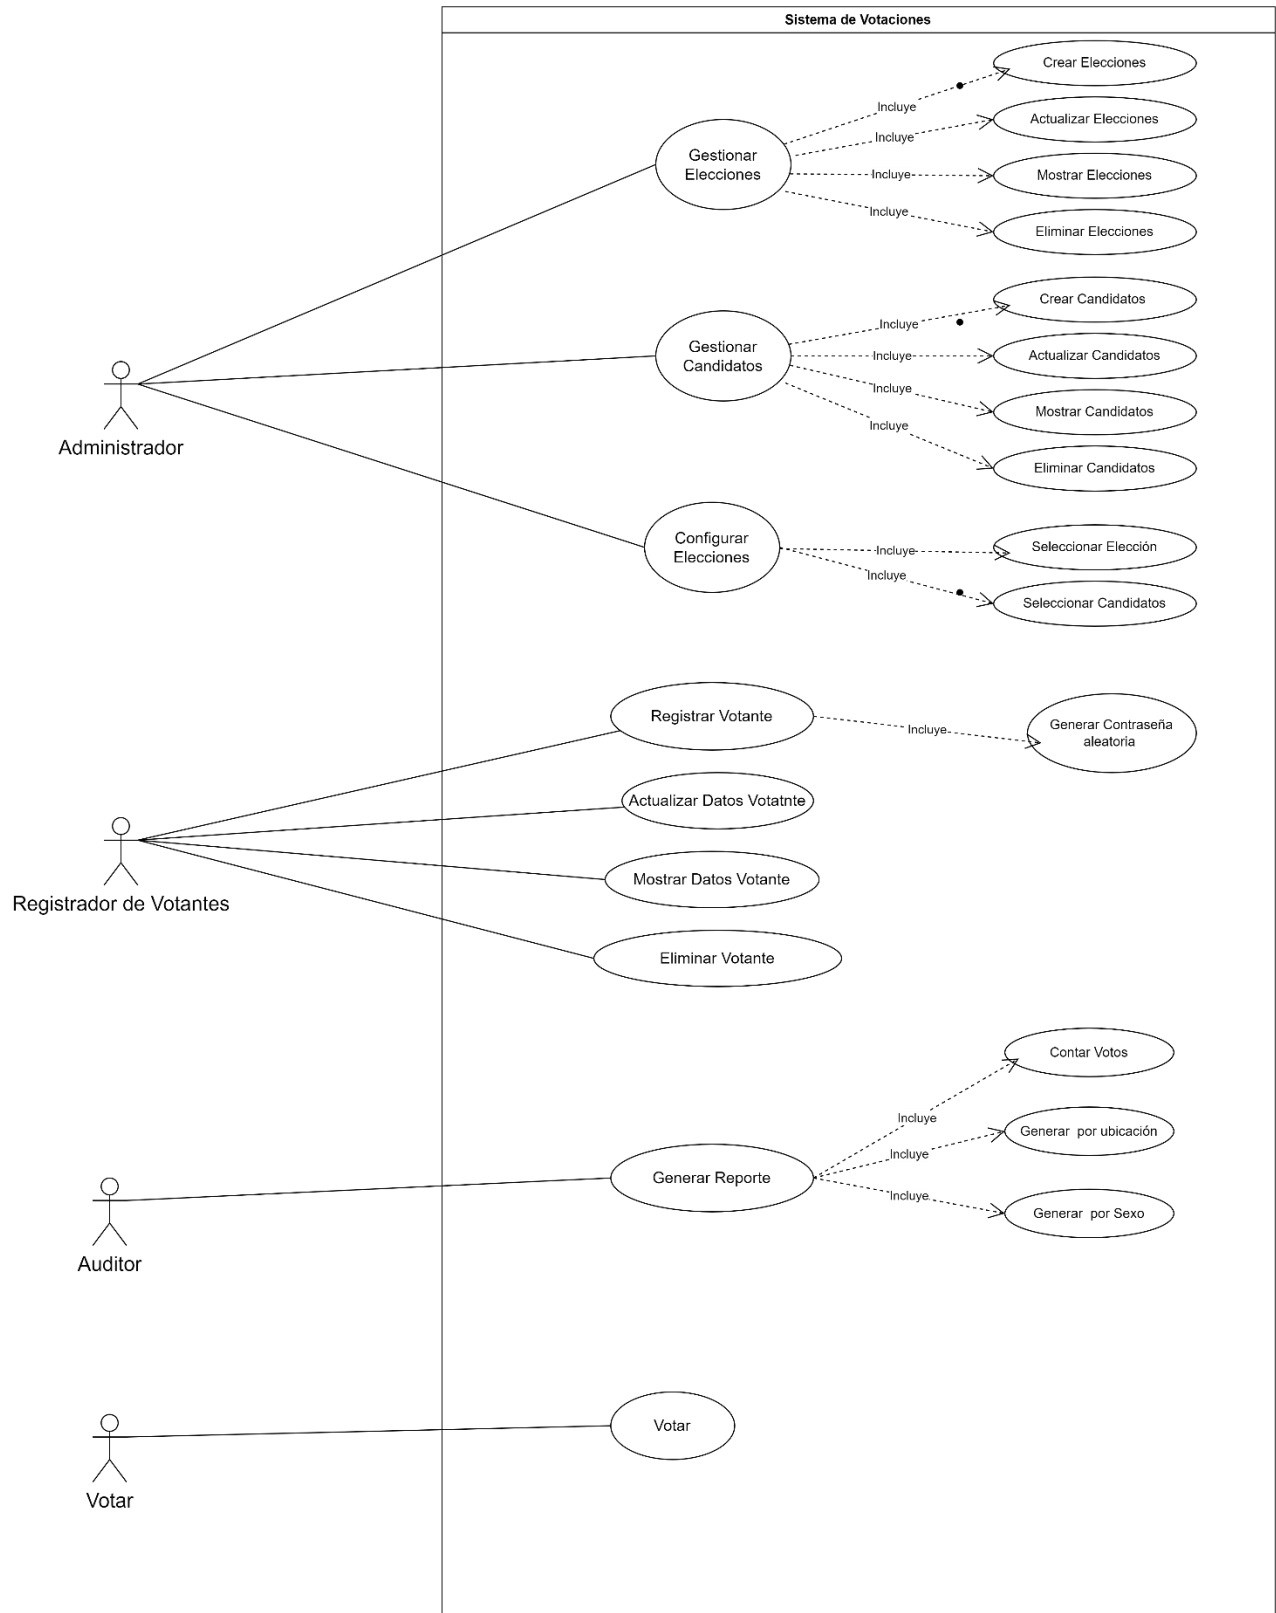 Sistema de Votaciones
Crear Elecciones
Incluye
Actualizar Elecciones
Incluye
Gestionar
Elecciones
Incluye
Mostrar Elecciones
Incluye
Eliminar Elecciones
Crear Candidatos
Incluye
Gestionar
Candidatos
Incluye
Actualizar Candidatos
Incluye
Mostrar Candidatos
Incluye
Eliminar Candidatos
Administrador
Configurar
Elecciones
Incluye
Seleccionar Elección
Incluye
Seleccionar Candidatos
Registrar Votante
Incluye
Generar Contraseña
aleatoria
Actualizar Datos Votatnte
Mostrar Datos Votante
Registrador de Votantes
Eliminar Votante
Contar Votos
Incluye
Generar  por ubicación
Incluye
Generar Reporte
Incluye
Generar  por Sexo
Auditor
Votar
Votar